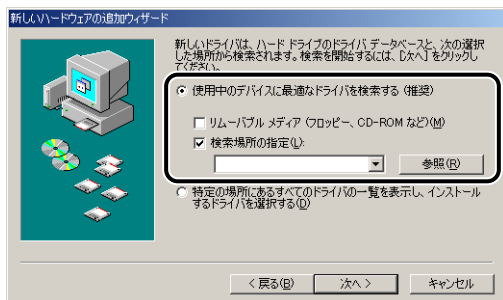 新しいハードウェアの追加ウィザード
新しいドライバは、ハード ドライブのドライバ データベースと、次の選択
した場所から検索されます。検索を開始するには、[次へ] をクリックし
てください。
使用中のデバイスに最適なドライバを検索する (推奨)
リムーバブル メディア (フロッピー、CD-ROM など)(M)
検索場所の指定(L):
参照(R)
特定の場所にあるすべてのドライバの一覧を表示し、インストール
するドライバを選択する(D)
< 戻る(B)
次へ >
キャンセル